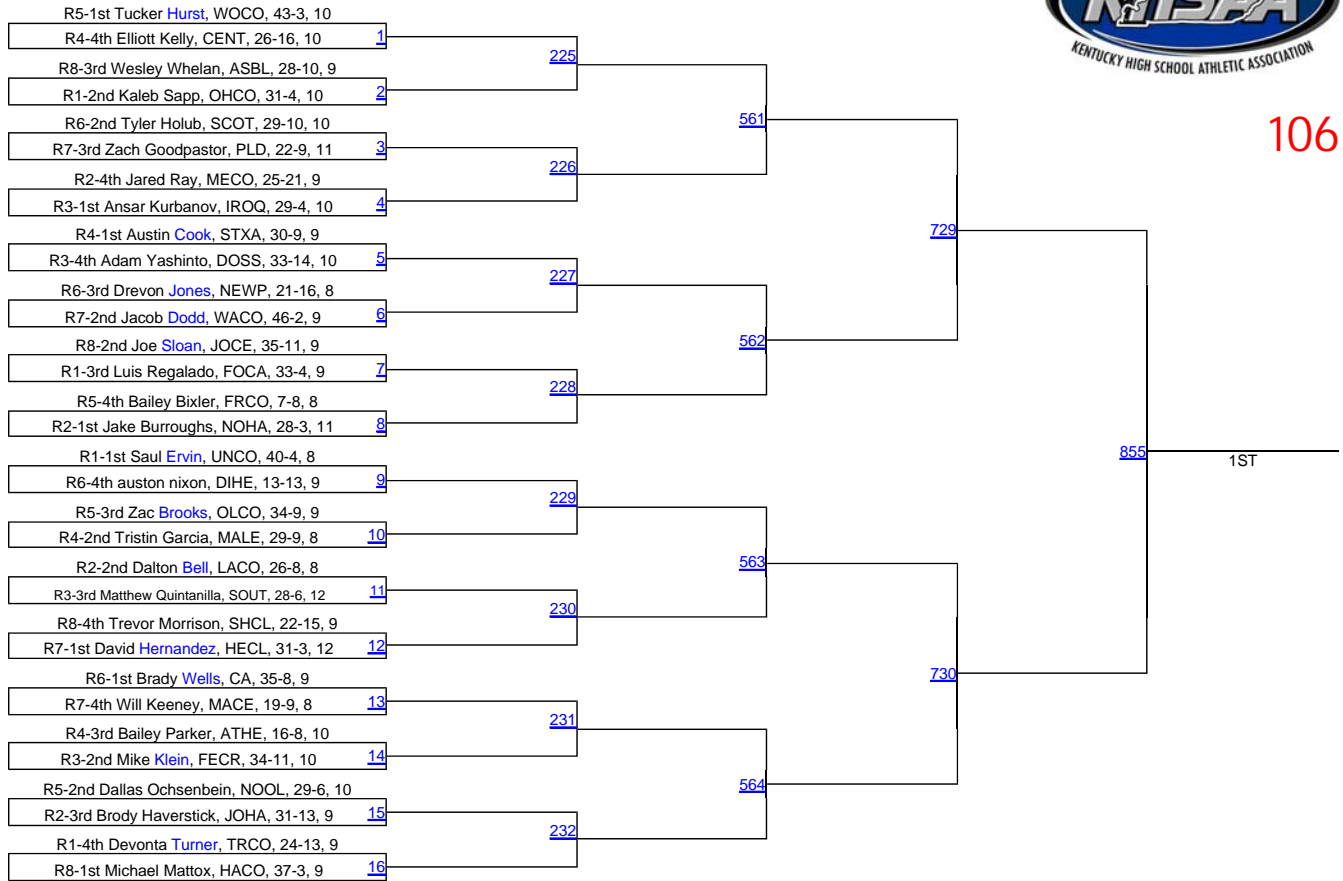 KHSAA
KENTUCKY HIGH SCHOOL ATHLETIC ASSOCIATION
106
R5-1st Tucker Hurst, WOCO, 43-3, 10
R4-4th Elliott Kelly, CENT, 26-16, 10
1
R8-3rd Wesley Whelan, ASBL, 28-10, 9
R1-2nd Kaleb Sapp, OHCO, 31-4, 10
2
R6-2nd Tyler Holub, SCOT, 29-10, 10
R7-3rd Zach Goodpastor, PLD, 22-9, 11
3
R2-4th Jared Ray, MECO, 25-21, 9
R3-1st Ansar Kurbanov, IROQ, 29-4, 10
4
R4-1st Austin Cook, STXA, 30-9, 9
R3-4th Adam Yashinto, DOSS, 33-14, 10
5
R6-3rd Drevon Jones, NEWP, 21-16, 8
R7-2nd Jacob Dodd, WACO, 46-2, 9
6
R8-2nd Joe Sloan, JOCE, 35-11, 9
R1-3rd Luis Regalado, FOCA, 33-4, 9
7
R5-4th Bailey Bixler, FRCO, 7-8, 8
R2-1st Jake Burroughs, NOHA, 28-3, 11
8
R1-1st Saul Ervin, UNCO, 40-4, 8
R6-4th auston nixon, DIHE, 13-13, 9
9
R5-3rd Zac Brooks, OLCO, 34-9, 9
R4-2nd Tristin Garcia, MALE, 29-9, 8
10
R2-2nd Dalton Bell, LACO, 26-8, 8
R3-3rd Matthew Quintanilla, SOUT, 28-6, 12
11
R8-4th Trevor Morrison, SHCL, 22-15, 9
R7-1st David Hernandez, HECL, 31-3, 12
12
R6-1st Brady Wells, CA, 35-8, 9
R7-4th Will Keeney, MACE, 19-9, 8
13
R4-3rd Bailey Parker, ATHE, 16-8, 10
R3-2nd Mike Klein, FECR, 34-11, 10
14
R5-2nd Dallas Ochsenbein, NOOL, 29-6, 10
R2-3rd Brody Haverstick, JOHA, 31-13, 9
15
R1-4th Devonta Turner, TRCO, 24-13, 9
R8-1st Michael Mattox, HACO, 37-3, 9
16
225
226
227
228
229
230
231
232
561
562
563
564
729
730
855
1ST